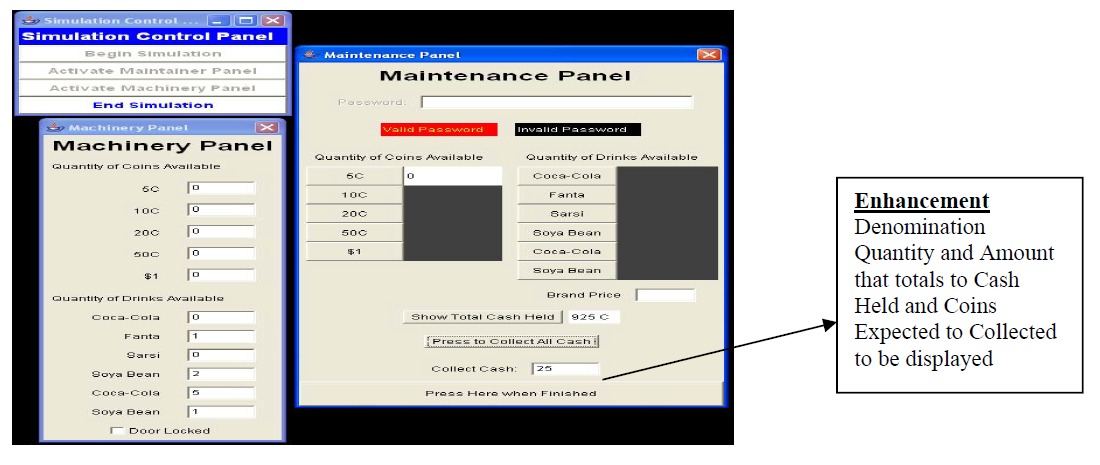 Simulation Control ...
Simulation Control Panel
Begin Simulation
Activate Maintainer Panel
Activate Machinery Panel
End Simulation
Machinery Panel
Machinery Panel
Quantity of Coins Available
5C 0
10C 0
20C 0
50C 0
$1 0
Quantity of Drinks Available
Coca-Cola 0
Fanta 1
Sarsi 0
Soya Bean 2
Coca-Cola 5
Soya Bean 1
Door Locked
Maintenance Panel
Maintenance Panel
Password:
Valid Password Invalid Password
Quantity of Coins Available Quantity of Drinks Available
5C 0 Coca-Cola
10C Fanta
20C Sarsi
50C Soya Bean
$1 Coca-Cola
Soya Bean
Brand Price
Show Total Cash Held 925 C
Press to Collect All Cash
Collect Cash: 25
Press Here when Finished
Enhancement
Denomination
Quantity and Amount
that totals to Cash
Held and Coins
Expected to Collected
to be displayed